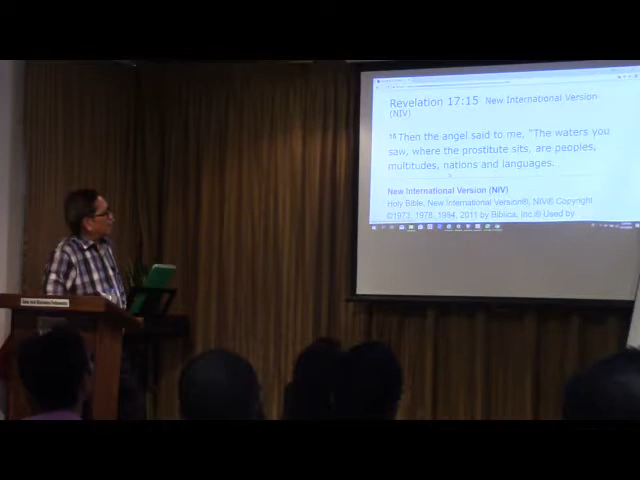 Revelation 17:15 New International Version
(NIV)
15 Then the angel said to me, "The waters you
saw, where the prostitute sits, are peoples,
multitudes, nations and languages.
New International Version (NIV)
Holy Bible, New International Version®, NIV® Copyright
©1973, 1978, 1984, 2011 by Biblica, Inc.® Used by